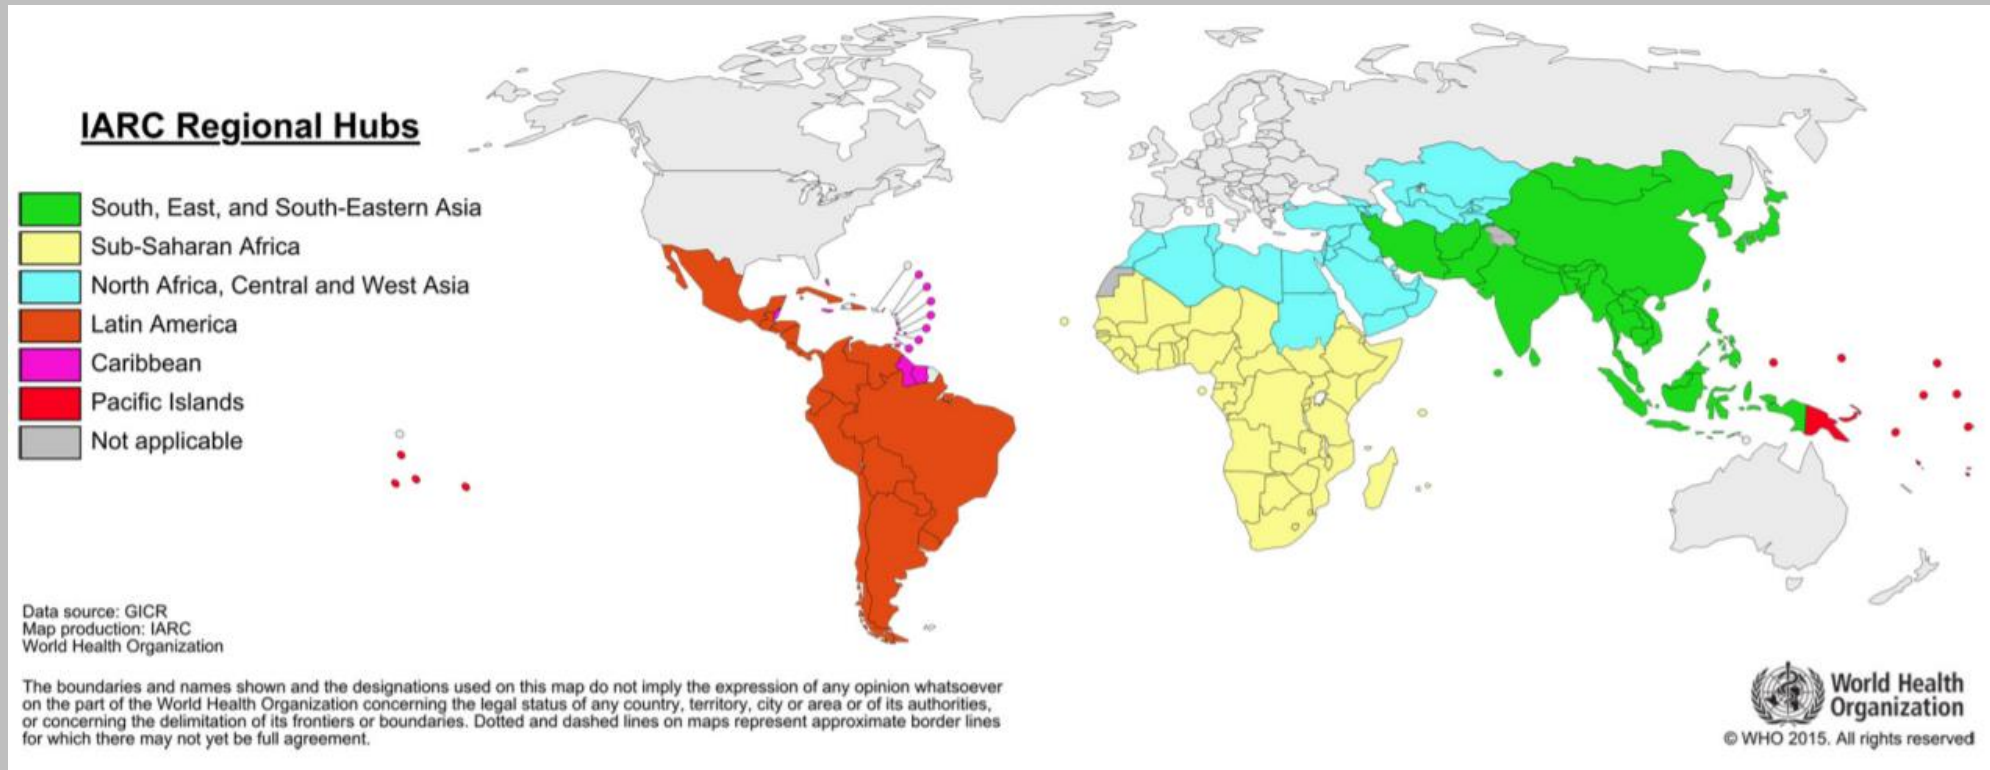 IARC Regional Hubs
South, East, and South-Eastern Asia
Sub-Saharan Africa
North Africa, Central and West Asia
Latin America
Caribbean
Pacific Islands
Not applicable
Data source: GICR
Map production: IARC
World Health Organization
The boundaries and names shown and the designations used on this map do not imply the expression of any opinion whatsoever
on the part of the World Health Organization concerning the legal status of any country, territory, city or area or of its authorities,
or concerning the delimitation of its frontiers or boundaries. Dotted and dashed lines on maps represent approximate border lines
for which there may not yet be full agreement.
World Health
Organization
© WHO 2015. All rights reserved